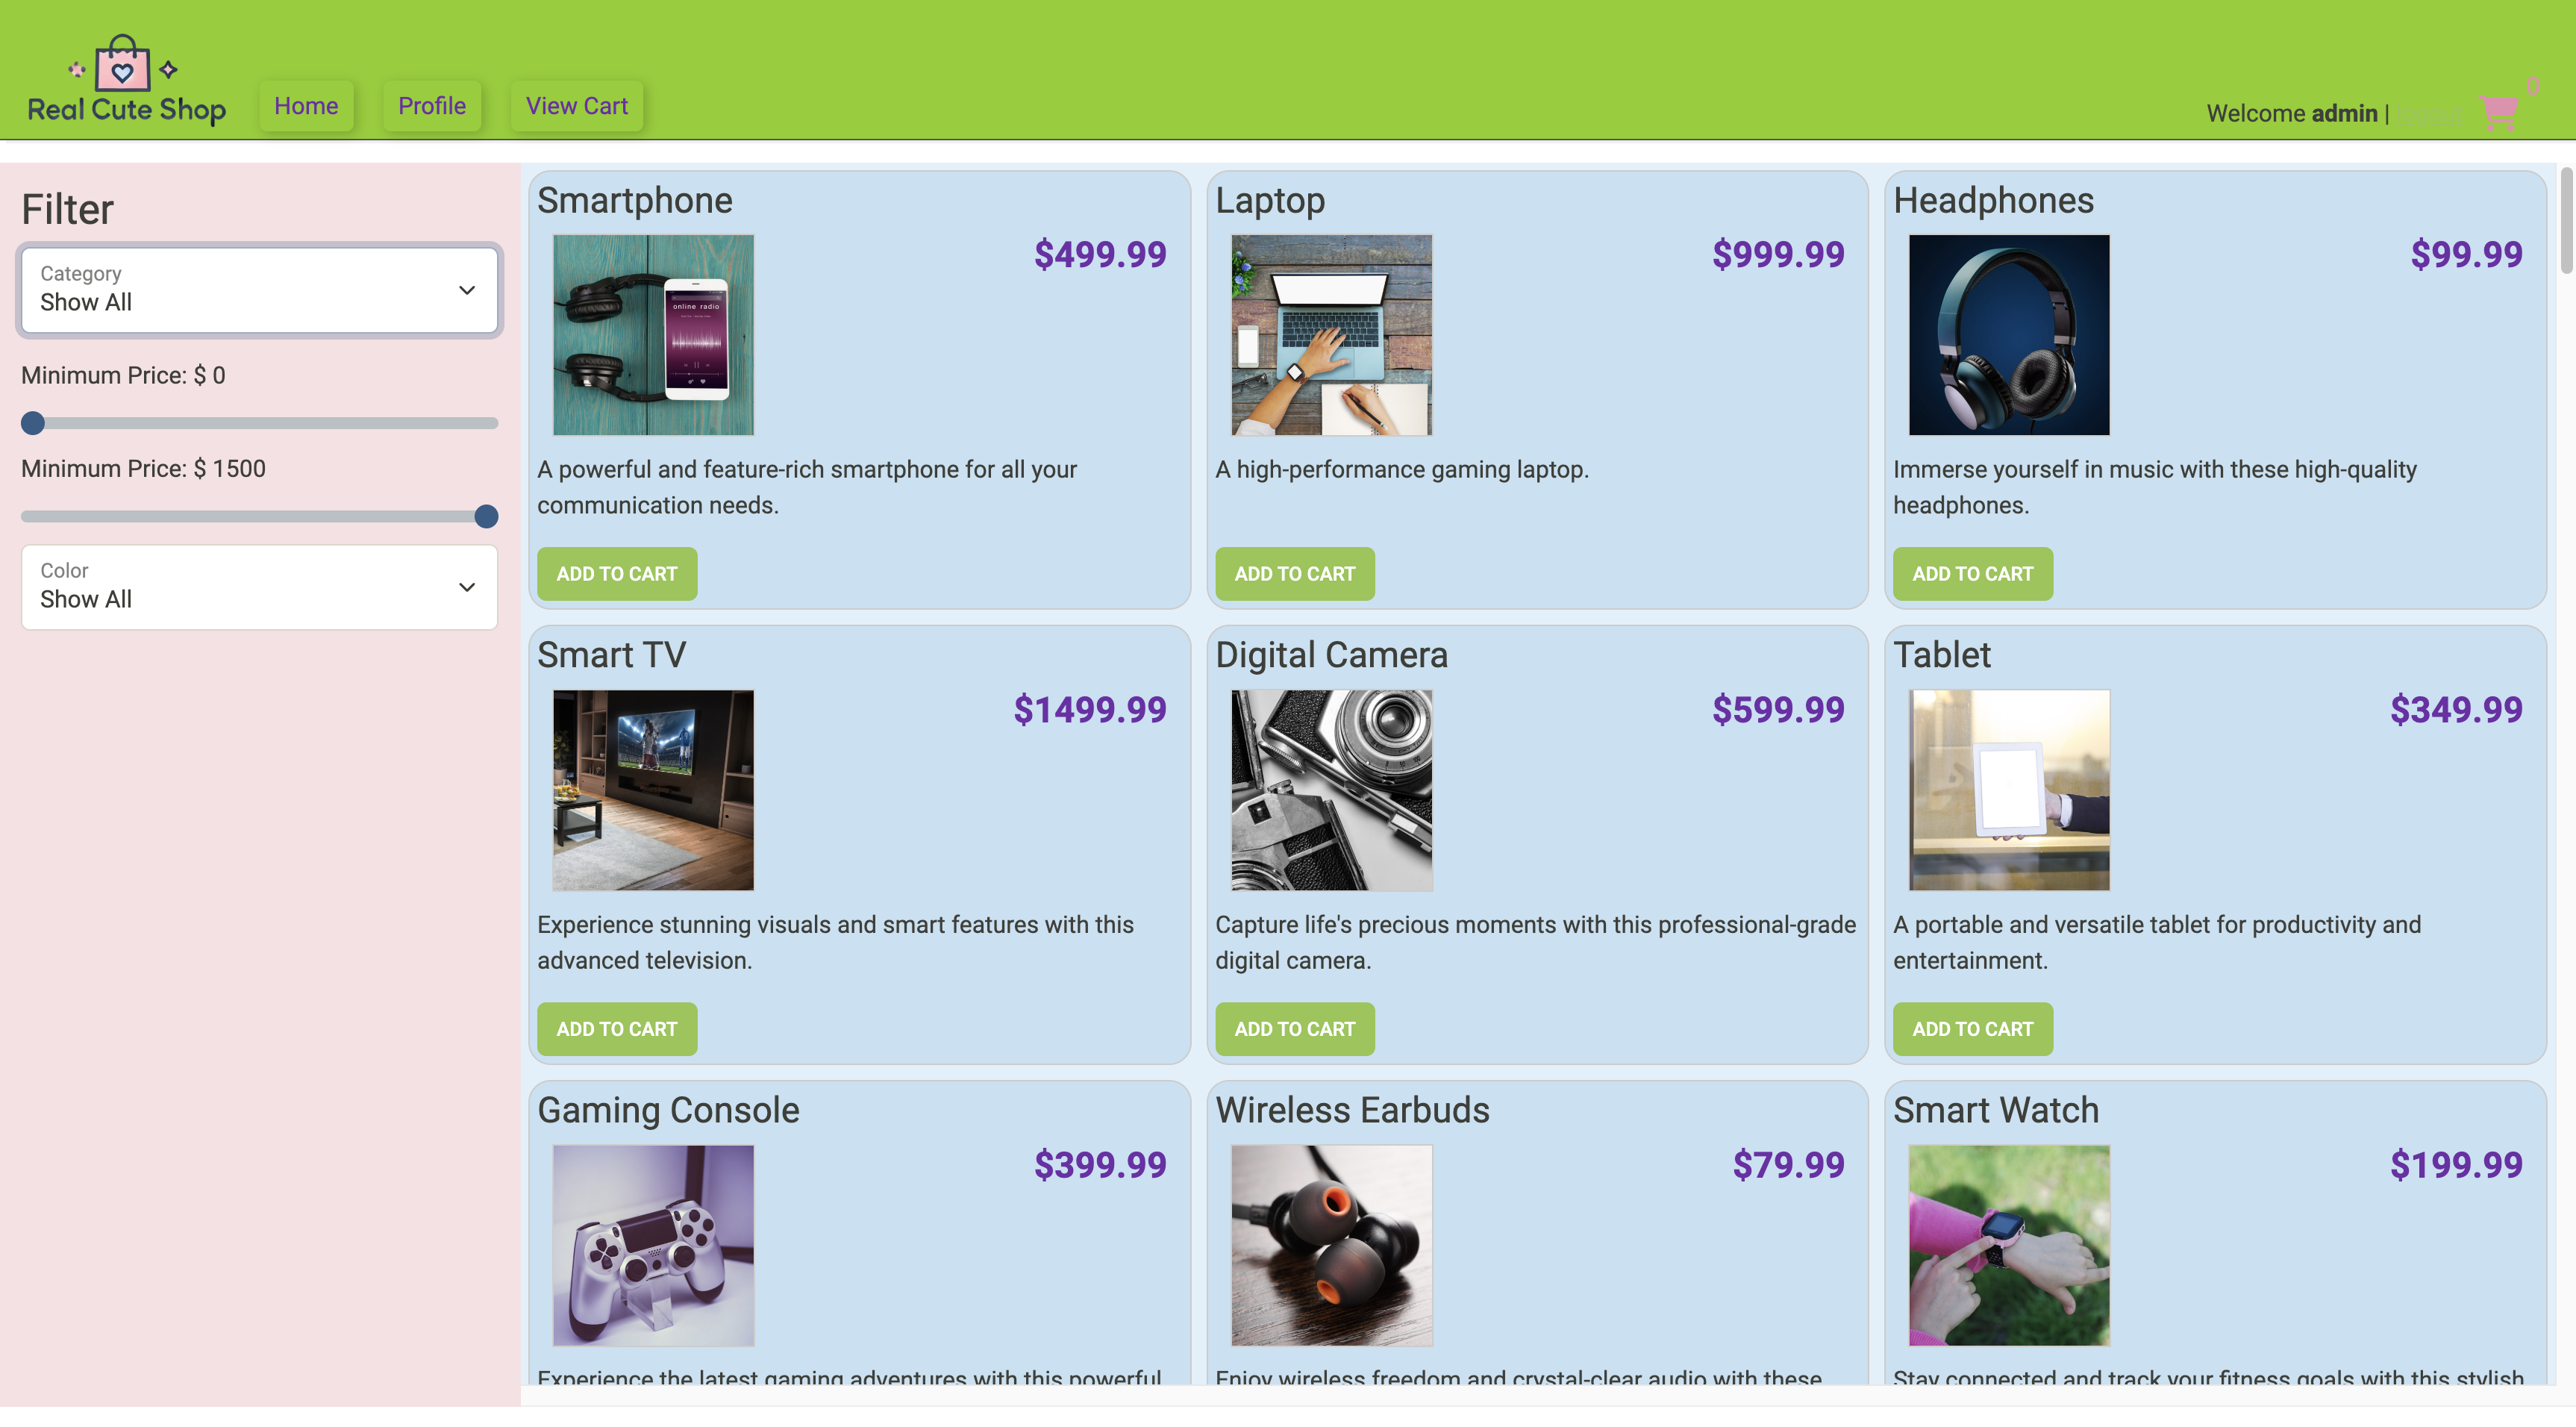 Real Cute Shop
Home
Profile
View Cart
Welcome admin |
0
Filter
Category
Show All
Minimum Price: $ 0
Minimum Price: $ 1500
Color
Show All
Smartphone
$499.99
online radio
A powerful and feature-rich smartphone for all your
communication needs.
ADD TO CART
Laptop
$999.99
A high-performance gaming laptop.
ADD TO CART
Headphones
$99.99
Immerse yourself in music with these high-quality
headphones.
ADD TO CART
Smart TV
$1499.99
Experience stunning visuals and smart features with this
advanced television.
ADD TO CART
Digital Camera
$599.99
Capture life's precious moments with this professional-grade
digital camera.
ADD TO CART
Tablet
$349.99
A portable and versatile tablet for productivity and
entertainment.
ADD TO CART
Gaming Console
$399.99
Experience the latest gaming adventures with this powerful
Wireless Earbuds
$79.99
Enjoy wireless freedom and crystal-clear audio with these
Smart Watch
$199.99
Stay connected and track your fitness goals with this stylish